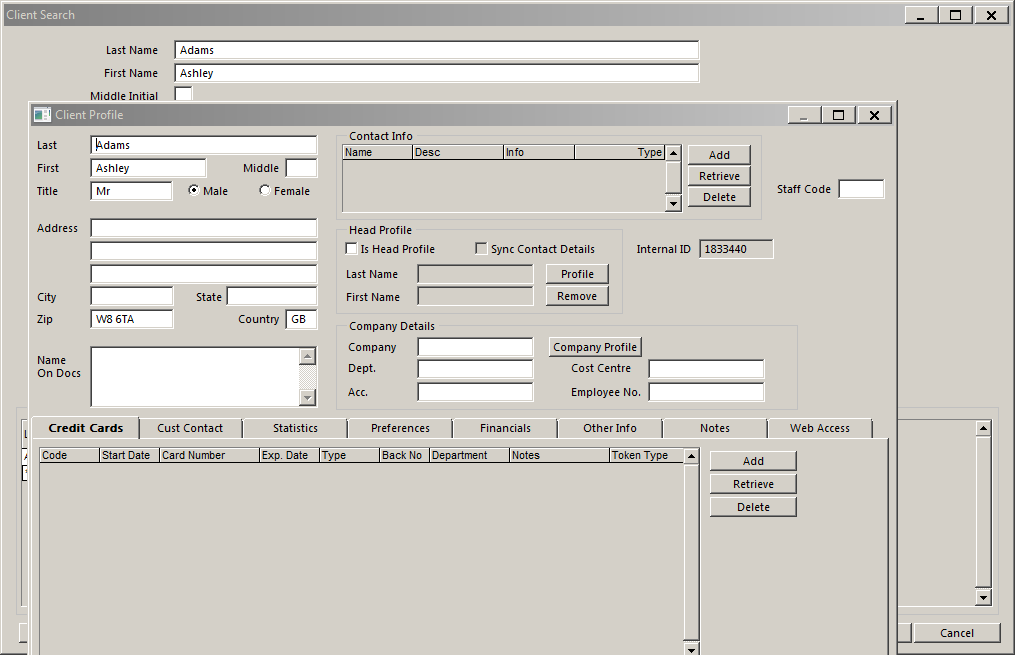 Client Search
Last Name Adams
First Name Ashley
Middle Initial
Client Profile
Last Adams
First Ashley Middle
Title Mr Male Female
Address
City State
Zip W8 6TA Country GB
Name
On Docs
Contact Info
Name Desc Info Type
Add
Retrieve
Delete
Staff Code
Head Profile
Is Head Profile Sync Contact Details
Last Name Profile
First Name Remove
Internal ID 1833440
Company Details
Company Company Profile
Dept. Cost Centre
Acc. Employee No.
Credit Cards Cust Contact Statistics Preferences Financials Other Info Notes Web Access
Code Start Date Card Number Exp. Date Type Back No Department Notes Token Type
Add
Retrieve
Delete
Cancel